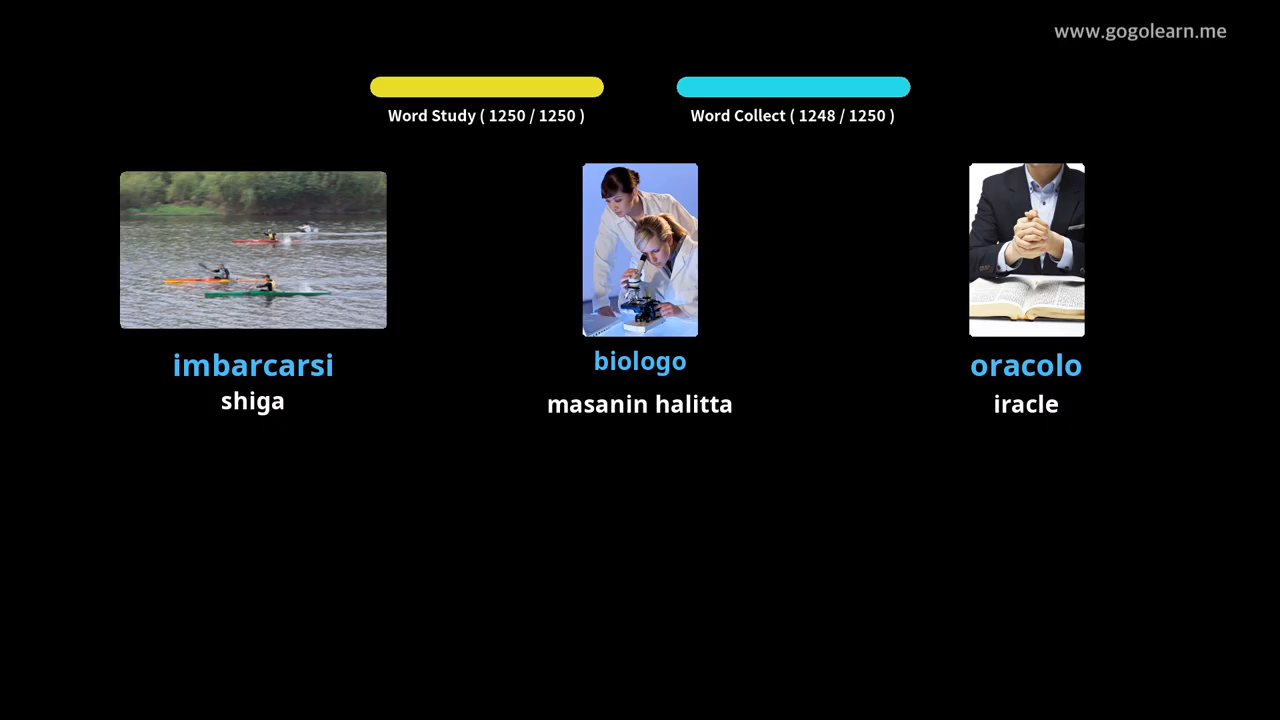 www.gogolearn.me
Word Study ( 1250 / 1250 )
Word Collect ( 1248 / 1250 )
imbarcarsi
shiga
biologo
masanin halitta
oracolo
iracle